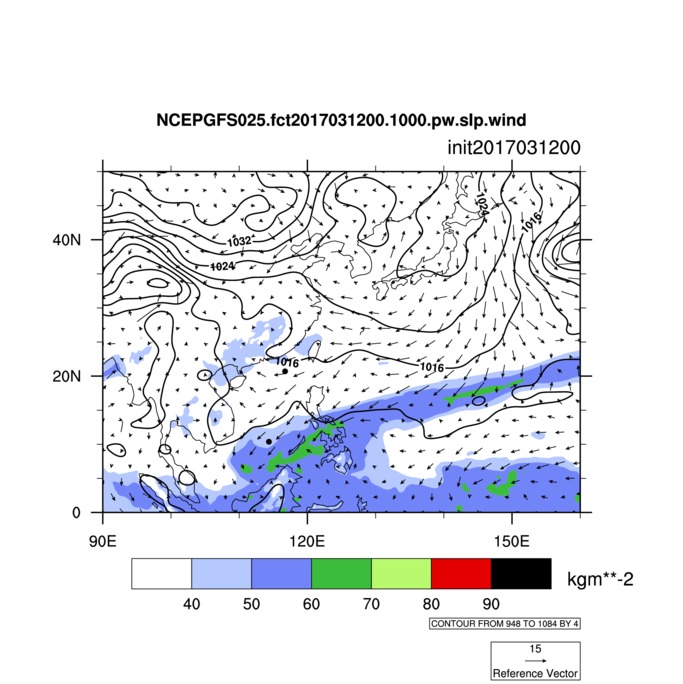 NCEPGFS025.fct2017031200.1000.pw.slp.wind
init2017031200
1024
1016
40N
1032
1024
1016
1016
20N
0
90E 120E 150E
kgm**-2
40 50 60 70 80 90
CONTOUR FROM 948 TO 1084 BY 4
15
Reference Vector